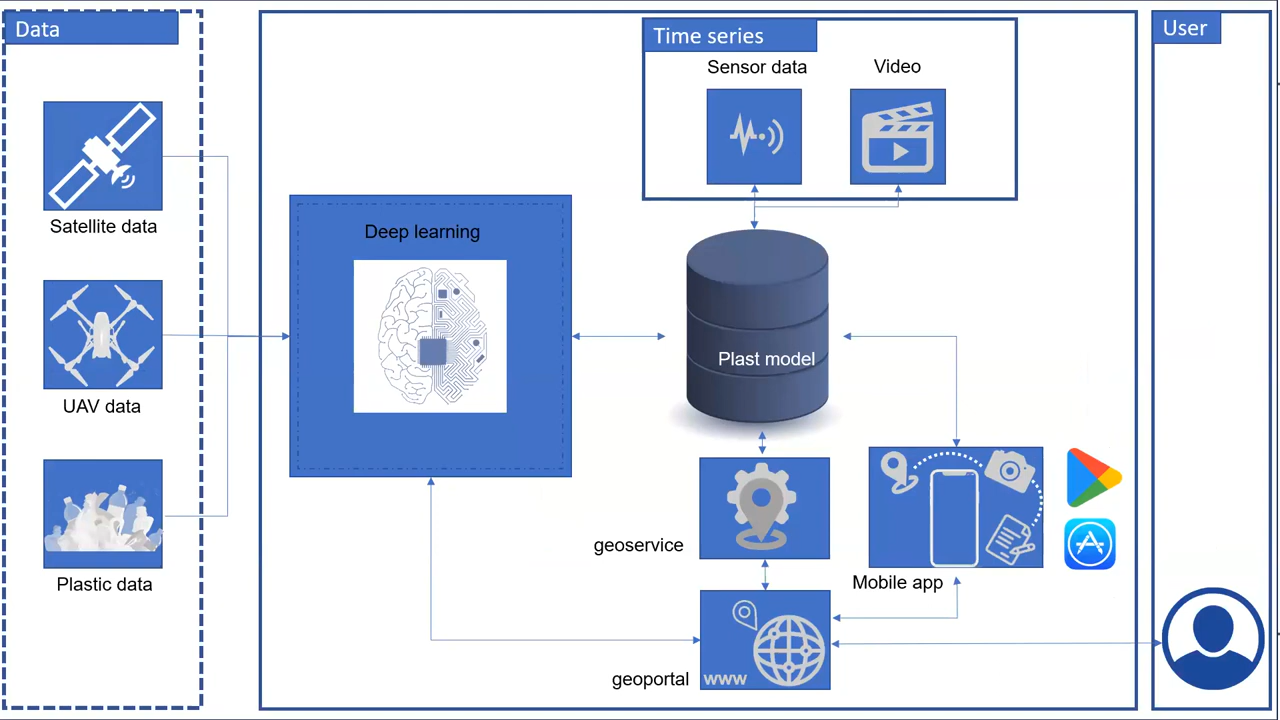 Data
Satellite data
UAV data
Plastic data
Deep learning
Time series
Sensor data
Video
Plast model
geoservice
Mobile app
geoportal
www
User